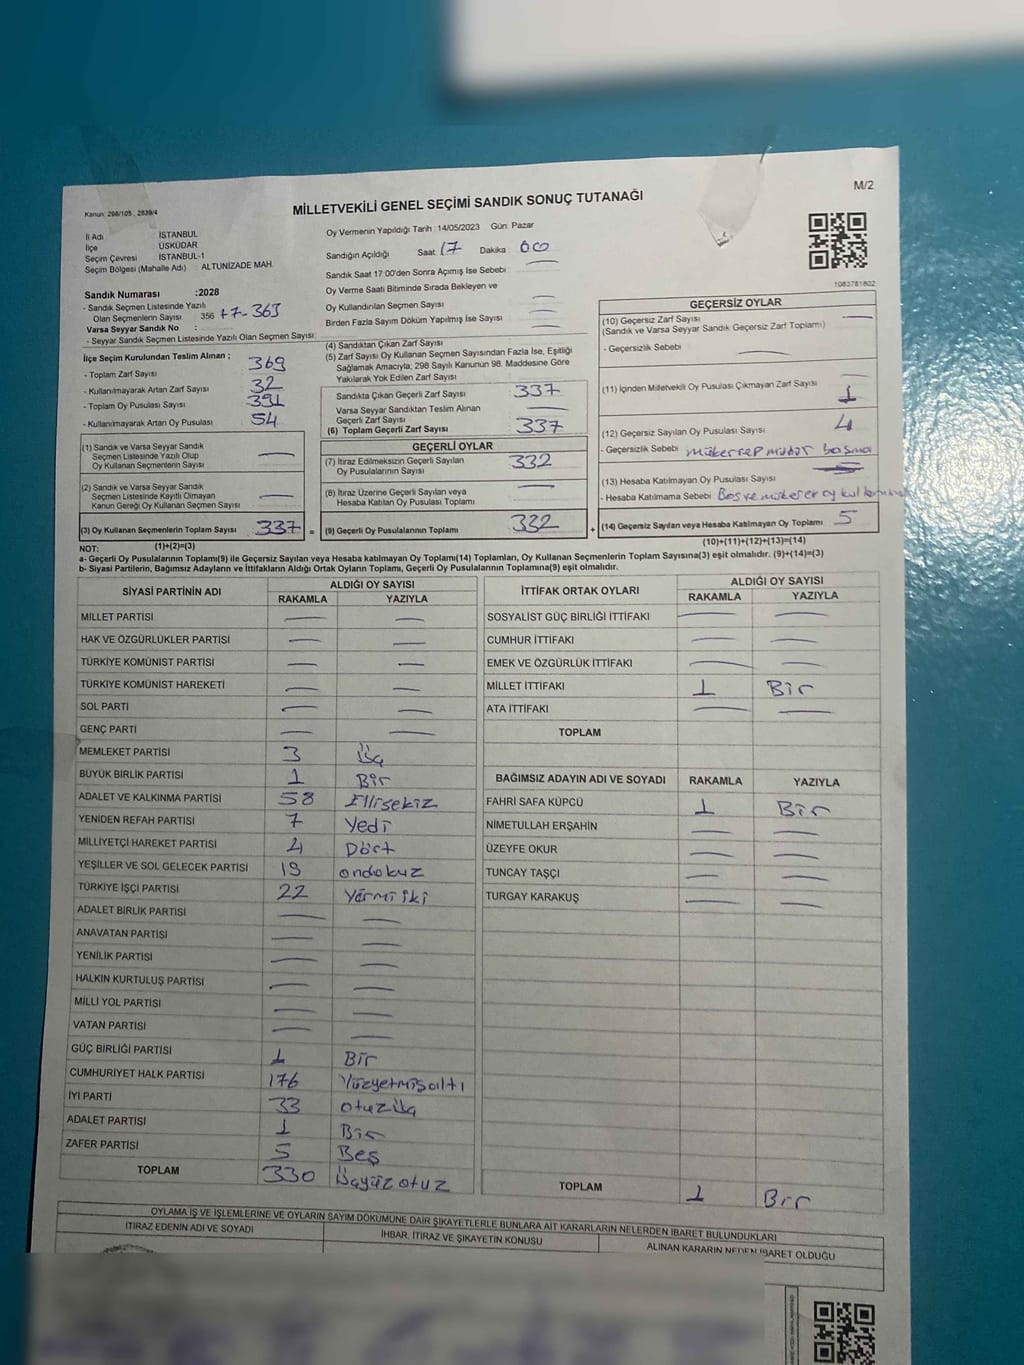 M/2
Kanun: 298/105 , 2839/4
MİLLETVEKİLİ GENEL SEÇİMİ SANDIK SONUÇ TUTANAĞI
İl Adı İSTANBUL
İlçe ÜSKÜDAR
Seçim Çevresi İSTANBUL-1
Seçim Bölgesi (Mahalle Adı) : ALTUNİZADE MAH.
Sandık Numarası :2028
- Sandık Seçmen Listesinde Yazılı
Olan Seçmenlerin Sayısı 356 +7-363
Varsa Seyyar Sandık No :
- Seyyar Sandık Seçmen Listesinde Yazılı Olan Seçmen Sayısı:
İlçe Seçim Kurulundan Teslim Alınan ;
- Toplam Zarf Sayısı 369
- Kullanılmayarak Artan Zarf Sayısı 32
- Toplam Oy Pusulası Sayısı 391
- Kullanılmayarak Artan Oy Pusulası 54
(1) Sandık ve Varsa Seyyar Sandık
Seçmen Listesinde Yazılı Olup
Oy Kullanan Seçmenlerin Sayısı —
(2) Sandık ve Varsa Seyyar Sandık
Seçmen Listesinde Kayıtlı Olmayan
Kanun Gereği Oy Kullanan Seçmen Sayısı —
(3) Oy Kullanan Seçmenlerin Toplam Sayısı 337 =
(1)+(2)=(3)
Oy Vermenin Yapıldığı Tarih :14/05/2023 Gün: Pazar
Sandığın Açıldığı Saat 17 Dakika : 00
Sandık Saat 17:00'den Sonra Açımış İse Sebebi —
Oy Verme Saati Bitiminde Sırada Bekleyen ve
Oy Kullandırılan Seçmen Sayısı —
Birden Fazla Sayım Döküm Yapılmış İse Sayısı —
(4) Sandıktan Çıkan Zarf Sayısı
(5) Zarf Sayısı Oy Kullanan Seçmen Sayısından Fazla İse, Eşitliği
Sağlamak Amacıyla, 298 Sayılı Kanunun 98. Maddesine Göre
Yakılarak Yok Edilen Zarf Sayısı :
Sandıkta Çıkan Geçerli Zarf Sayısı 337
Varsa Seyyar Sandıktan Teslim Alınan
Geçerli Zarf Sayısı —
(6) Toplam Geçerli Zarf Sayısı 337
GEÇERLİ OYLAR
(7) İtiraz Edilmeksizin Geçerli Sayılan
Oy Pusulalarının Sayısı 332
(8) İtiraz Üzerine Geçerli Sayılan veya
Hesaba Katılan Oy Pusulası Toplamı —
(9) Geçerli Oy Pusulalarının Toplamı 332 +
1083781802
GEÇERSİZ OYLAR
(10) Geçersiz Zarf Sayısı —
(Sandık ve Varsa Seyyar Sandık Geçersiz Zarf Toplamı)
- Geçersizlik Sebebi —
(11) İçinden Milletvekili Oy Pusulası Çıkmayan Zarf Sayısı 1
(12) Geçersiz Sayılan Oy Pusulası Sayısı 4
- Geçersizlik Sebebi mükerrep mühür basması
(13) Hesaba Katılmayan Oy Pusulası Sayısı
- Hesaba Katılmama Sebebi Boş ve mükerer oy
(14) Geçersiz Sayılan veya Hesaba Katılmayan Oy Toplamı 5
(10)+(11)+(12)+(13)=(14)
NOT:
a- Geçerli Oy Pusulalarının Toplamı(9) ile Geçersiz Sayılan veya Hesaba katılmayan Oy Toplamı(14) Toplamları, Oy Kullanan Seçmenlerin Toplam Sayısına(3) eşit olmalıdır. (9)+(14)=(3)
b- Siyasi Partilerin, Bağımsız Adayların ve İttifakların Aldığı Ortak Oyların Toplamı, Geçerli Oy Pusulalarının Toplamına(9) eşit olmalıdır.
SİYASİ PARTİNİN ADI ALDIĞI OY SAYISI
RAKAMLA YAZIYLA
MİLLET PARTİSİ — —
HAK VE ÖZGÜRLÜKLER PARTİSİ — —
TÜRKİYE KOMÜNİST PARTİSİ — —
TÜRKİYE KOMÜNİST HAREKETİ — —
SOL PARTİ — —
GENÇ PARTİ — —
MEMLEKET PARTİSİ 3 Üç
BÜYÜK BİRLİK PARTİSİ 1 Bir
ADALET VE KALKINMA PARTİSİ 58 Ellisekiz
YENİDEN REFAH PARTİSİ 7 Yedi
MİLLİYETÇİ HAREKET PARTİSİ 4 Dört
YEŞİLLER VE SOL GELECEK PARTİSİ 19 ondokuz
TÜRKİYE İŞÇİ PARTİSİ 22 Yirmi iki
ADALET BİRLİK PARTİSİ — —
ANAVATAN PARTİSİ — —
YENİLİK PARTİSİ — —
HALKIN KURTULUŞ PARTİSİ — —
MİLLİ YOL PARTİSİ — —
VATAN PARTİSİ — —
GÜÇ BİRLİĞİ PARTİSİ 1 Bir
CUMHURİYET HALK PARTİSİ 176 Yüzyetmişaltı
İYİ PARTİ 33 otuzüç
ADALET PARTİSİ 1 Bir
ZAFER PARTİSİ 5 Beş
TOPLAM 330 Üçyüzotuz
İTTİFAK ORTAK OYLARI ALDIĞI OY SAYISI
RAKAMLA YAZIYLA
SOSYALİST GÜÇ BİRLİĞİ İTTİFAKI — —
CUMHUR İTTİFAKI — —
EMEK VE ÖZGÜRLÜK İTTİFAKI — —
MİLLET İTTİFAKI 1 Bir
ATA İTTİFAKI — —
TOPLAM
BAĞIMSIZ ADAYIN ADI VE SOYADI RAKAMLA YAZIYLA
FAHRİ SAFA KÜPCÜ 1 Bir
NİMETULLAH ERŞAHİN — —
ÜZEYFE OKUR — —
TUNCAY TAŞÇI — —
TURGAY KARAKUŞ — —
TOPLAM 1 Bir
OYLAMA İŞ VE İŞLEMLERİNE VE OYLARIN SAYIM DÖKÜMÜNE DAİR ŞİKAYETLERLE BUNLARA AİT KARARLARIN NELERDEN İBARET BULUNDUKLARI
İTİRAZ EDENİN ADI VE SOYADI İHBAR, İTİRAZ VE ŞİKAYETİN KONUSU ALINAN KARARIN NEDEN İBARET OLDUĞU